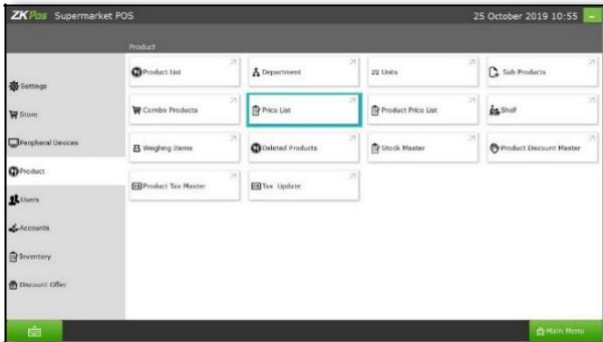 ZKPos Supermarket POS
25 October 2019 10:55
Product
Settings
Store
Peripheral Devices
Product
Users
Accounts
Inventory
Discount Offer
Product List
Department
Units
Sub Products
Combo Products
Price List
Product Price List
Shelf
Weighing Items
Deleted Products
Stock Master
Product Discount Master
Product Tax Master
Tax Update
Main Menu